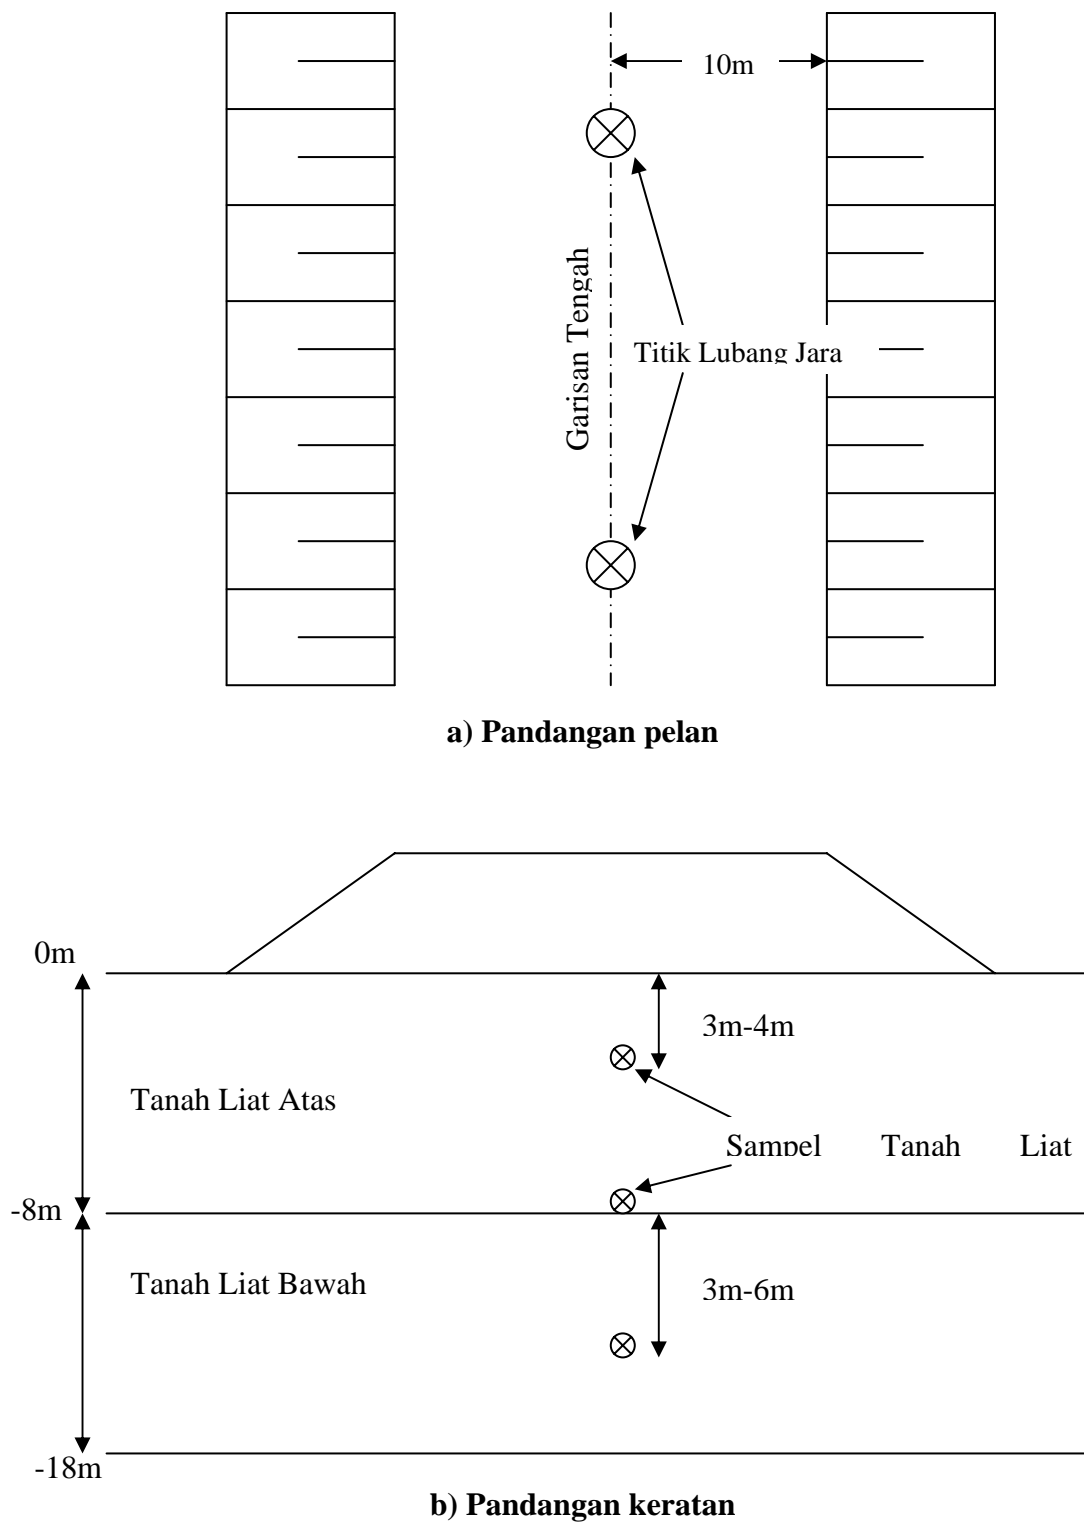 10m
Garisan Tengah
Titik Lubang Jara
a) Pandangan pelan
0m
3m-4m
Tanah Liat Atas
Sampel Tanah Liat
-8m
Tanah Liat Bawah
3m-6m
-18m
b) Pandangan keratan